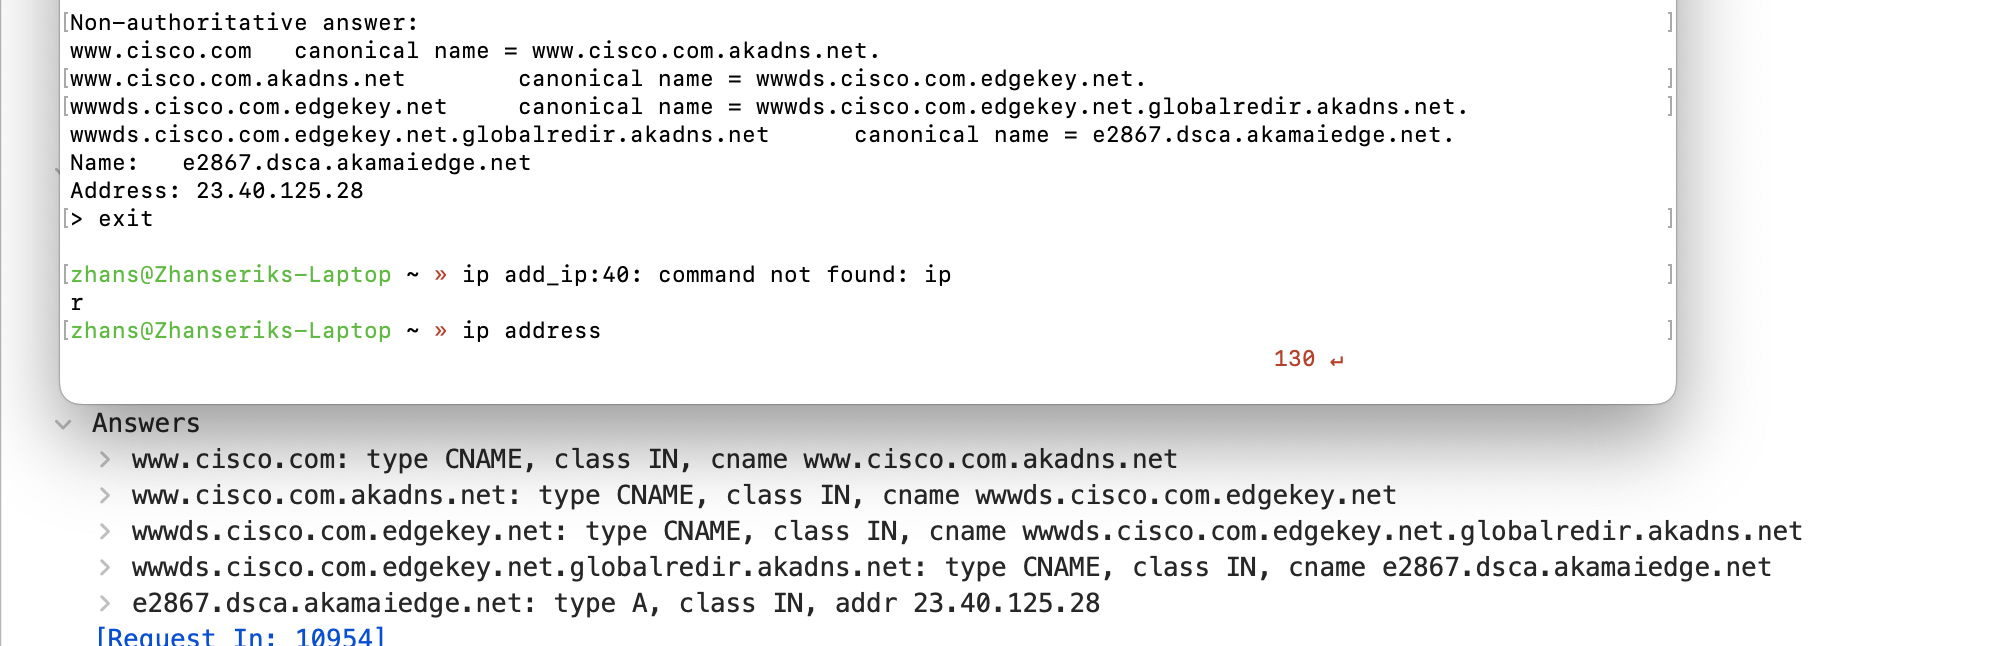 [Non-authoritative answer: ]
www.cisco.com canonical name = www.cisco.com.akadns.net.
[www.cisco.com.akadns.net canonical name = wwwds.cisco.com.edgekey.net. ]
[wwwds.cisco.com.edgekey.net canonical name = wwwds.cisco.com.edgekey.net.globalredir.akadns.net. ]
wwwds.cisco.com.edgekey.net.globalredir.akadns.net canonical name = e2867.dsca.akamaiedge.net.
Name: e2867.dsca.akamaiedge.net
Address: 23.40.125.28
[> exit ]
[zhans@Zhanseriks-Laptop ~ » ip add_ip:40: command not found: ip ]
r
[zhans@Zhanseriks-Laptop ~ » ip address ]
130 ↵
Answers
www.cisco.com: type CNAME, class IN, cname www.cisco.com.akadns.net
www.cisco.com.akadns.net: type CNAME, class IN, cname wwwds.cisco.com.edgekey.net
wwwds.cisco.com.edgekey.net: type CNAME, class IN, cname wwwds.cisco.com.edgekey.net.globalredir.akadns.net
wwwds.cisco.com.edgekey.net.globalredir.akadns.net: type CNAME, class IN, cname e2867.dsca.akamaiedge.net
e2867.dsca.akamaiedge.net: type A, class IN, addr 23.40.125.28
[Request In: 10954]